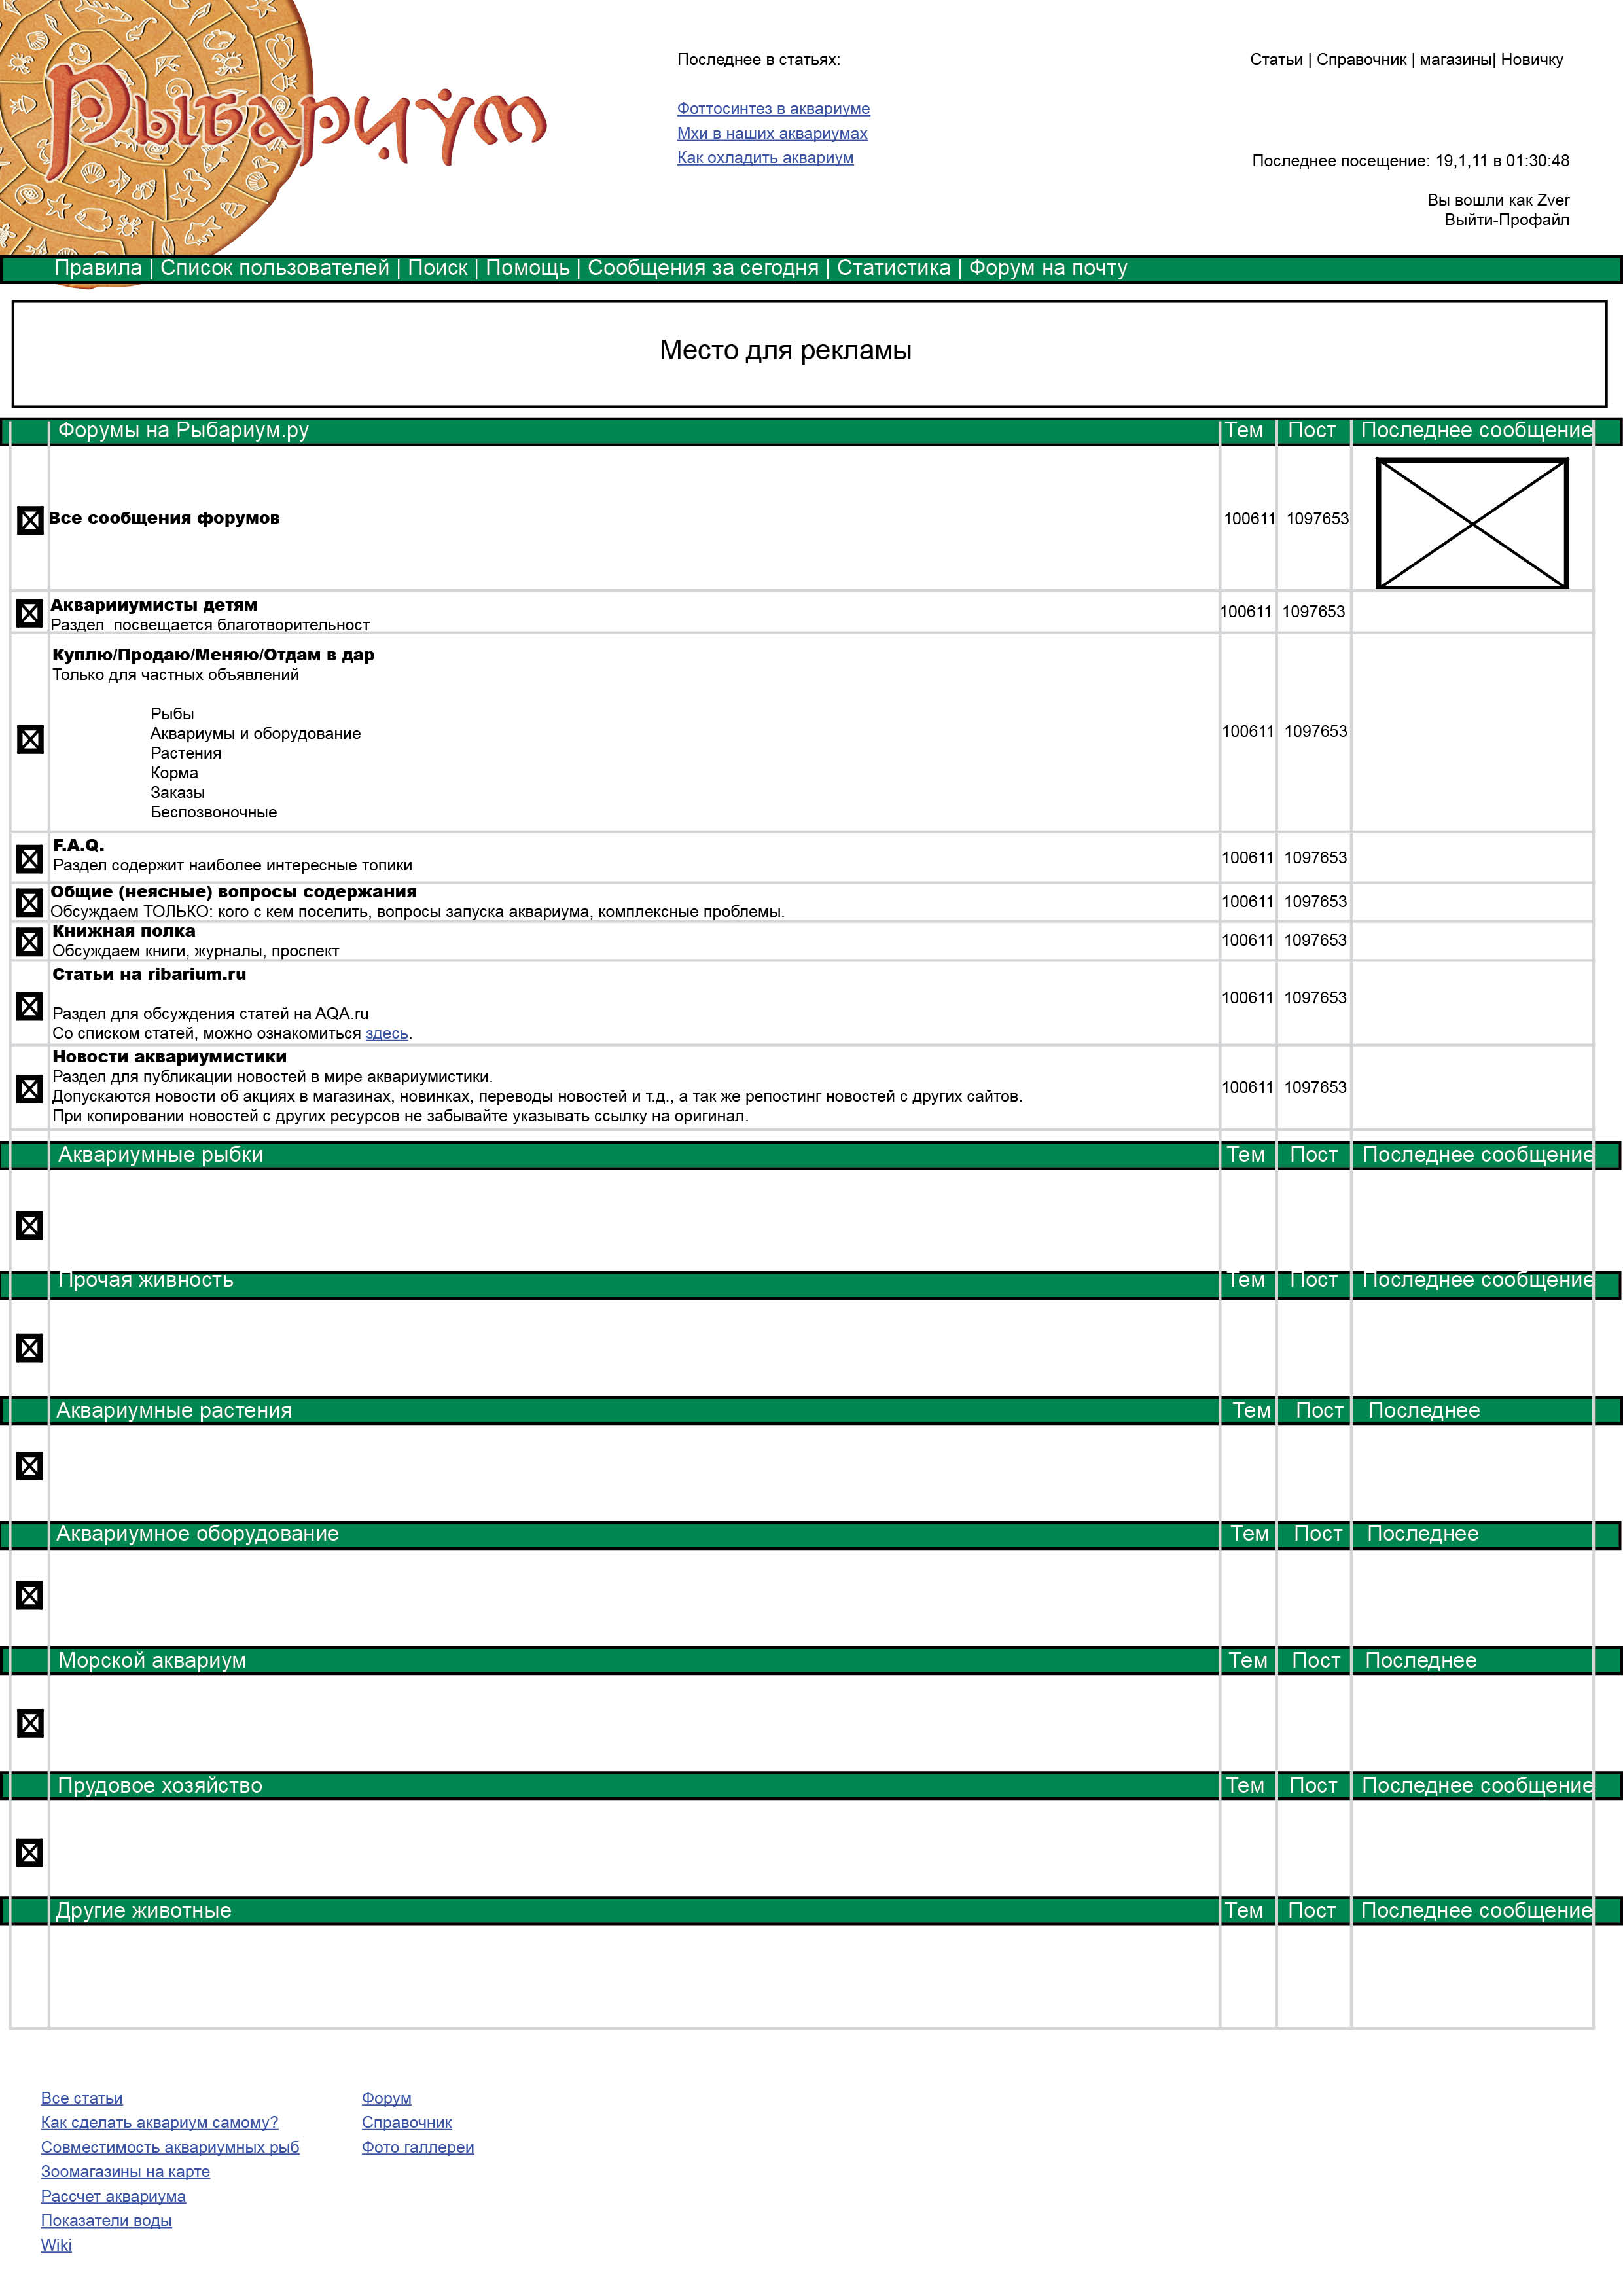 Рыбариум
Последнее в статьях:
Фоттосинтез в аквариуме
Мхи в наших аквариумах
Как охладить аквариум
Статьи | Справочник | магазины| Новичку
Последнее посещение: 19,1,11 в 01:30:48
Вы вошли как Zver
Выйти-Профайл
Правила | Список пользователей | Поиск | Помощь | Сообщения за сегодня | Статистика | Форум на почту
Место для рекламы
Форумы на Рыбариум.ру Тем Пост Последнее сообщение
Все сообщения форумов 100611 1097653
Акварииумисты детям
Раздел посвещается благотворительност 100611 1097653
Куплю/Продаю/Меняю/Отдам в дар
Только для частных объявлений
Рыбы
Аквариумы и оборудование 100611 1097653
Растения
Корма
Заказы
Беспозвоночные
F.A.Q.
Раздел содержит наиболее интересные топики 100611 1097653
Общие (неясные) вопросы содержания
Обсуждаем ТОЛЬКО: кого с кем поселить, вопросы запуска аквариума, комплексные проблемы. 100611 1097653
Книжная полка
Обсуждаем книги, журналы, проспект 100611 1097653
Статьи на ribarium.ru
100611 1097653
Раздел для обсуждения статей на AQA.ru
Со списком статей, можно ознакомиться здесь.
Новости аквариумистики
Раздел для публикации новостей в мире аквариумистики.
Допускаются новости об акциях в магазинах, новинках, переводы новостей и т.д., а так же репостинг новостей с других сайтов. 100611 1097653
При копировании новостей с других ресурсов не забывайте указывать ссылку на оригинал.
Аквариумные рыбки Тем Пост Последнее сообщение
Прочая живность Тем Пост Последнее сообщение
Аквариумные растения Тем Пост Последнее
Аквариумное оборудование Тем Пост Последнее
Морской аквариум Тем Пост Последнее
Прудовое хозяйство Тем Пост Последнее сообщение
Другие животные Тем Пост Последнее сообщение
Все статьи
Как сделать аквариум самому?
Совместимость аквариумных рыб
Зоомагазины на карте
Рассчет аквариума
Показатели воды
Wiki
Форум
Справочник
Фото галлереи